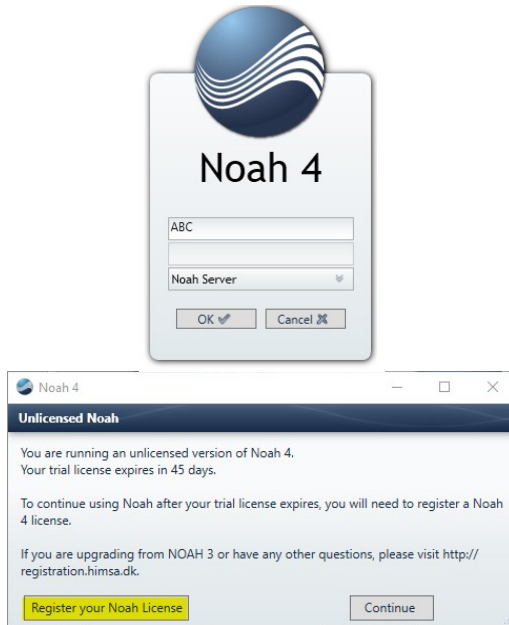 Noah 4
ABC
Noah Server
OK
Cancel
Noah 4
Unlicensed Noah
You are running an unlicensed version of Noah 4.
Your trial license expires in 45 days.
To continue using Noah after your trial license expires, you will need to register a Noah
4 license.
If you are upgrading from NOAH 3 or have any other questions, please visit http://
registration.himsa.dk.
Register your Noah License
Continue